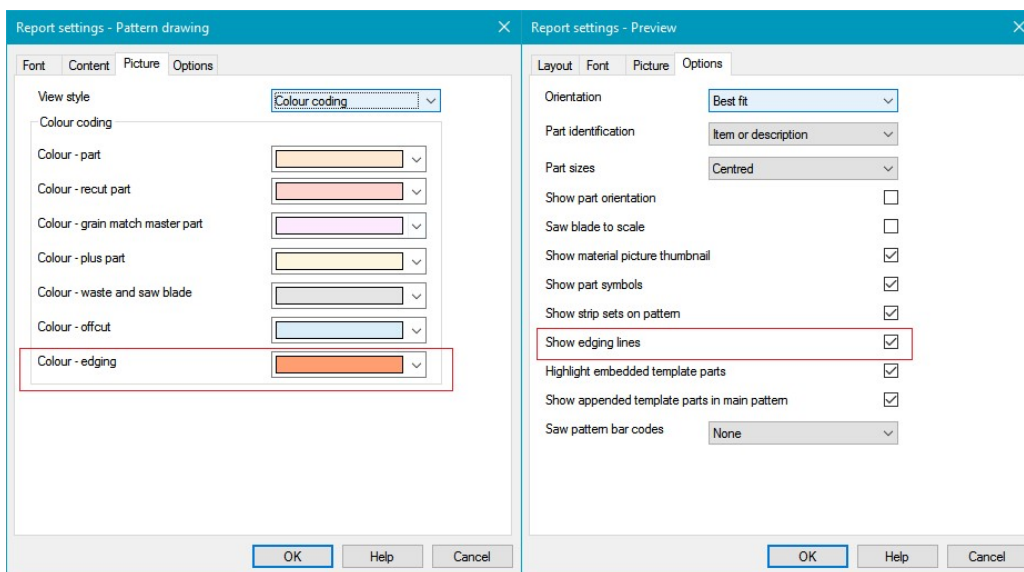 Report settings - Pattern drawing
Font Content Picture Options
View style Colour coding
Colour coding
Colour - part
Colour - recut part
Colour - grain match master part
Colour - plus part
Colour - waste and saw blade
Colour - offcut
Colour - edging
OK Help Cancel
Report settings - Preview
Layout Font Picture Options
Orientation Best fit
Part identification Item or description
Part sizes Centred
Show part orientation
Saw blade to scale
Show material picture thumbnail
Show part symbols
Show strip sets on pattern
Show edging lines
Highlight embedded template parts
Show appended template parts in main pattern
Saw pattern bar codes None
OK Help Cancel